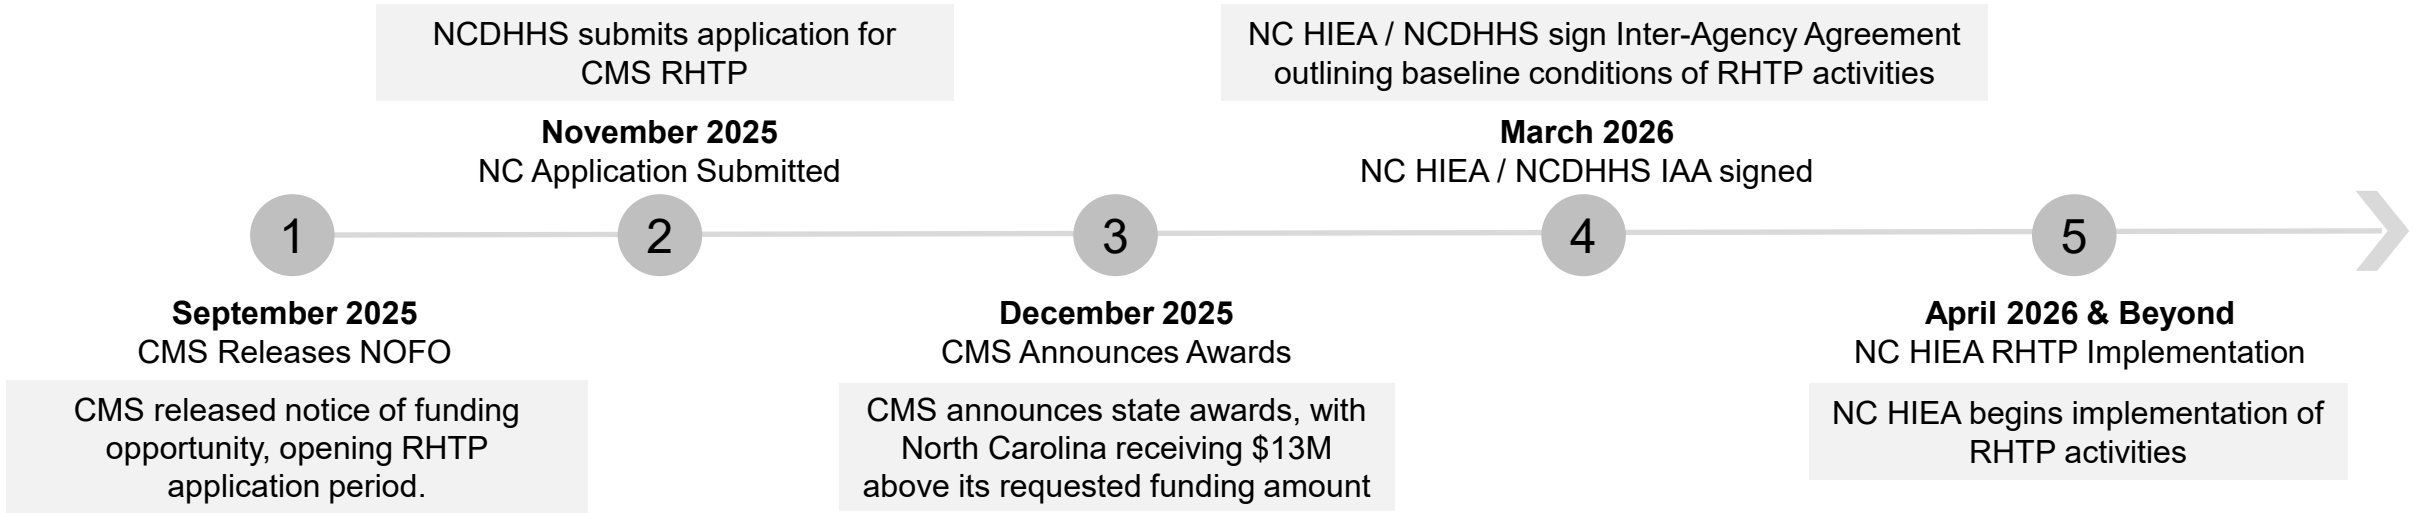 NCDHHS submits application for
CMS RHTP
November 2025
NC Application Submitted
NC HIEA / NCDHHS sign Inter-Agency Agreement
outlining baseline conditions of RHTP activities
March 2026
NC HIEA / NCDHHS IAA signed
1
2
3
4
5
September 2025
CMS Releases NOFO
CMS released notice of funding
opportunity, opening RHTP
application period.
December 2025
CMS Announces Awards
CMS announces state awards, with
North Carolina receiving $13M
above its requested funding amount
April 2026 & Beyond
NC HIEA RHTP Implementation
NC HIEA begins implementation of
RHTP activities